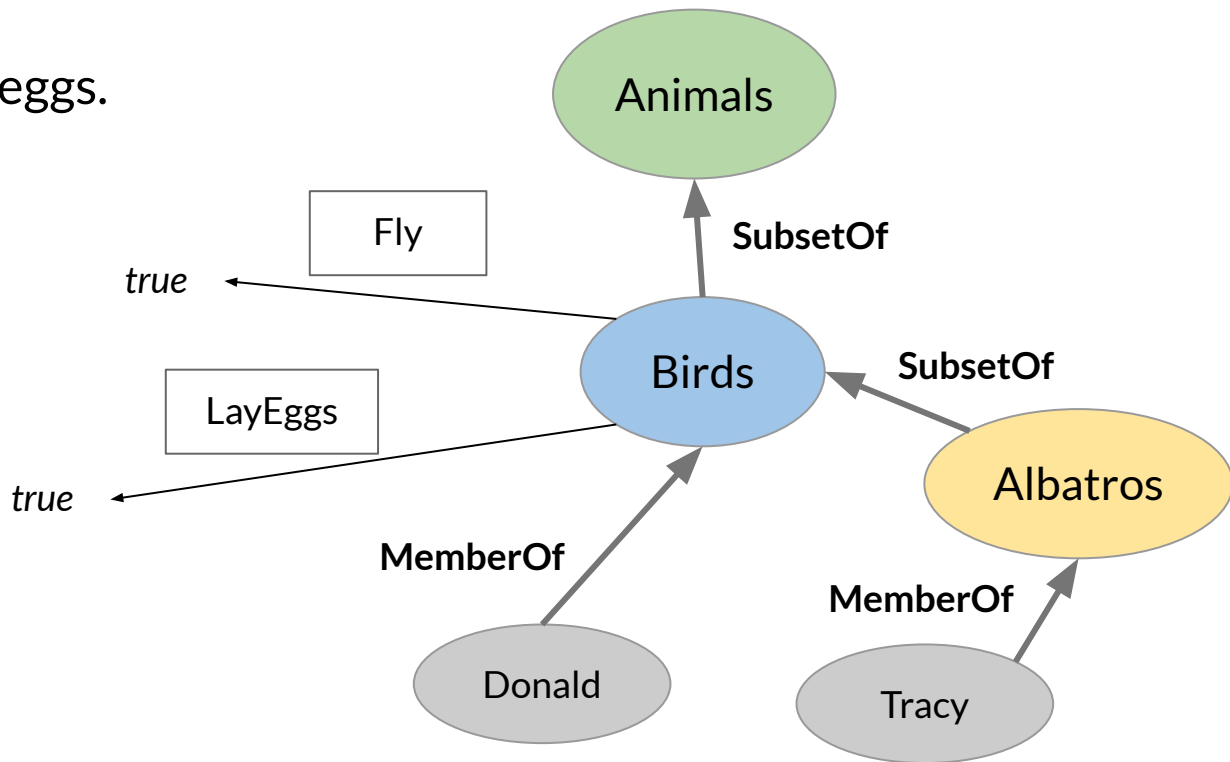 eggs.
Animals
Fly
SubsetOf
true
SubsetOf
Birds
LayEggs
Albatros
true
MemberOf
MemberOf
Donald
Tracy